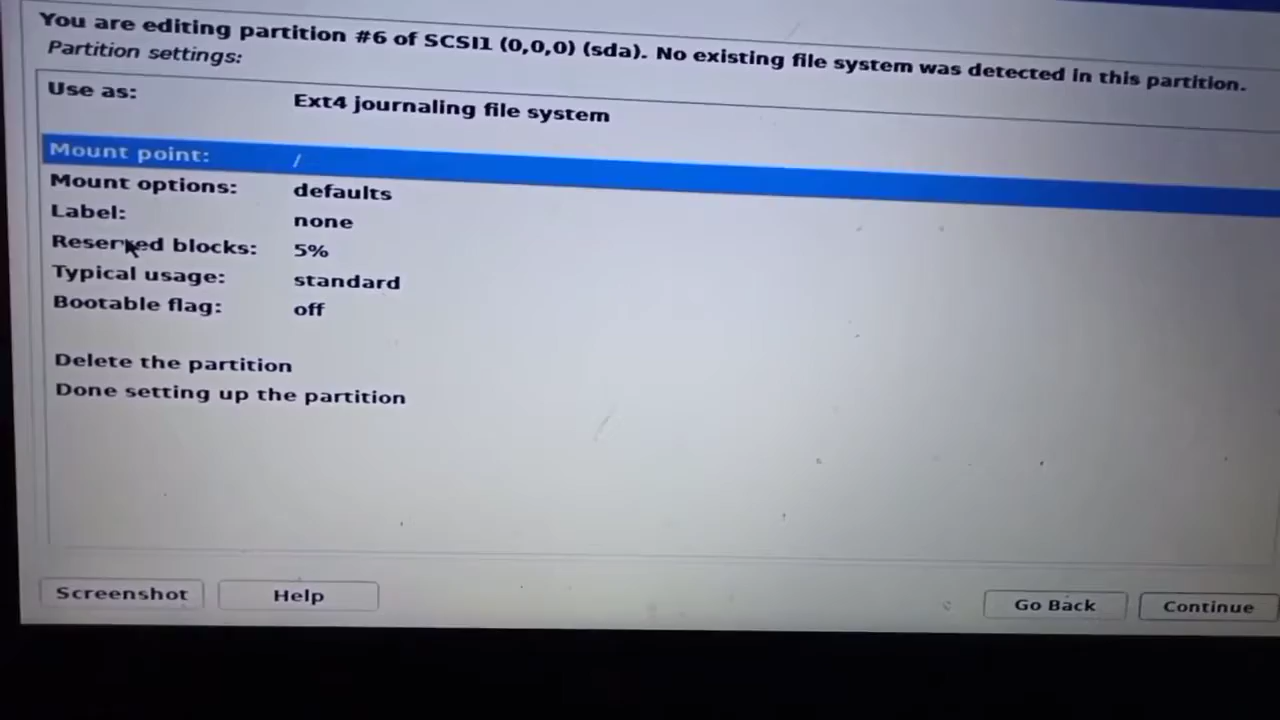 You are editing partition #6 of SCSI1 (0,0,0) (sda). No existing file system was detected in this partition.
Partition settings:
Use as: Ext4 journaling file system
Mount point: /
Mount options: defaults
Label: none
Reserved blocks: 5%
Typical usage: standard
Bootable flag: off
Delete the partition
Done setting up the partition
Screenshot Help Go Back Continue